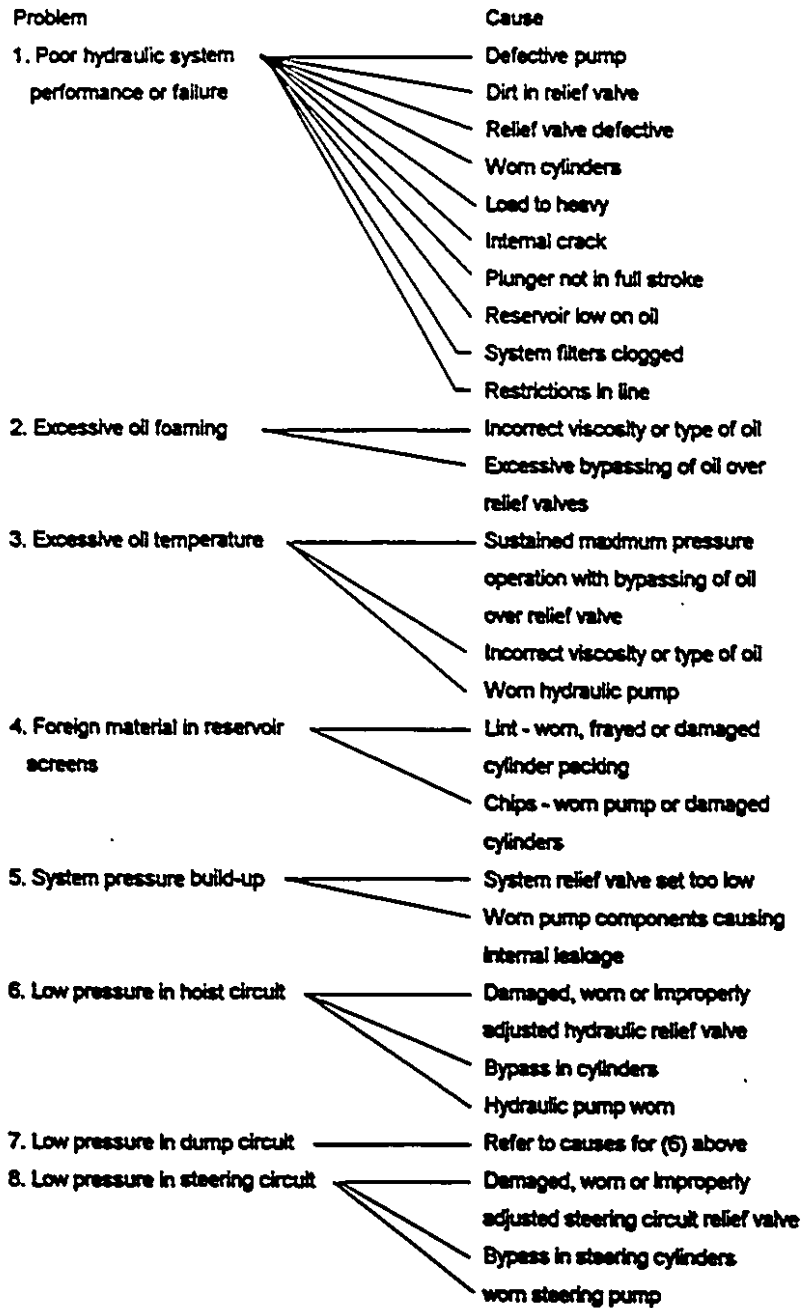 Problem Cause
1. Poor hydraulic system Defective pump
performance or failure Dirt in relief valve
Relief valve defective
Worn cylinders
Load to heavy
Internal crack
Plunger not in full stroke
Reservoir low on oil
System filters clogged
Restrictions in line
2. Excessive oil foaming Incorrect viscosity or type of oil
Excessive bypassing of oil over
relief valves
3. Excessive oil temperature Sustained maximum pressure
operation with bypassing of oil
over relief valve
Incorrect viscosity or type of oil
Worn hydraulic pump
4. Foreign material in reservoir Lint - worn, frayed or damaged
screens cylinder packing
Chips - worn pump or damaged
cylinders
5. System pressure build-up System relief valve set too low
Worn pump components causing
internal leakage
6. Low pressure in hoist circuit Damaged, worn or improperly
adjusted hydraulic relief valve
Bypass in cylinders
Hydraulic pump worn
7. Low pressure in dump circuit Refer to causes for (6) above
8. Low pressure in steering circuit Damaged, worn or improperly
adjusted steering circuit relief valve
Bypass in steering cylinders
worn steering pump